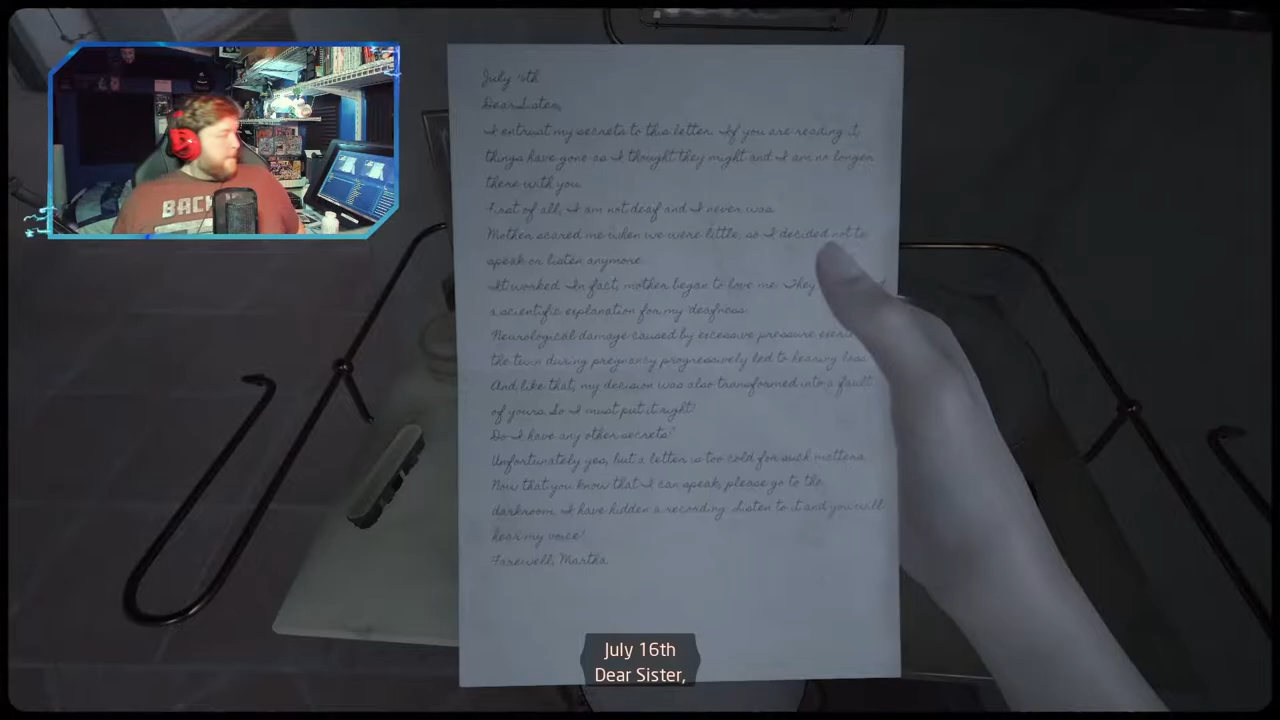 BACK
July 16th
Dear Sister,
I entrust my secrets to this letter. If you are reading it,
things have gone as I thought they might and I am no longer
there with you.
First of all, I am not deaf and I never was.
Mother scared me when we were little, so I decided not to
speak or listen anymore.
It worked. In fact, mother began to love me. They
a scientific explanation for my deafness.
Neurological damage caused by excessive pressure
the twin during pregnancy progressively led to hearing loss.
And like that, my decision was also transformed into a fault
of yours. So I must put it right!
Do I have any other secrets?
Unfortunately yes, but a letter is too cold for such matters.
Now that you know that I can speak, please go to the
darkroom. I have hidden a recording. Listen to it and you will
hear my voice!
Farewell, Martha.
July 16th
Dear Sister,